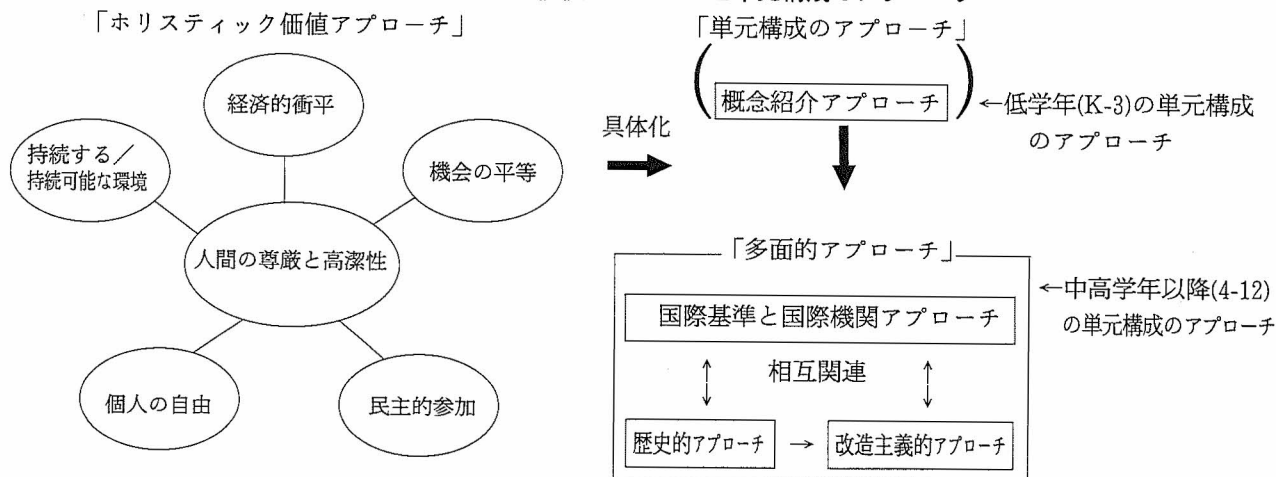 「ホリスティック価値アプローチ」
経済的衡平
持続する／
持続可能な環境
機会の平等
人間の尊厳と高潔性
個人の自由
民主的参加
具体化
「単元構成のアプローチ」
概念紹介アプローチ
←低学年(K-3)の単元構成
のアプローチ
「多面的アプローチ」
国際基準と国際機関アプローチ
相互関連
歴史的アプローチ → 改造主義的アプローチ
←中高学年以降(4-12)
の単元構成のアプローチ